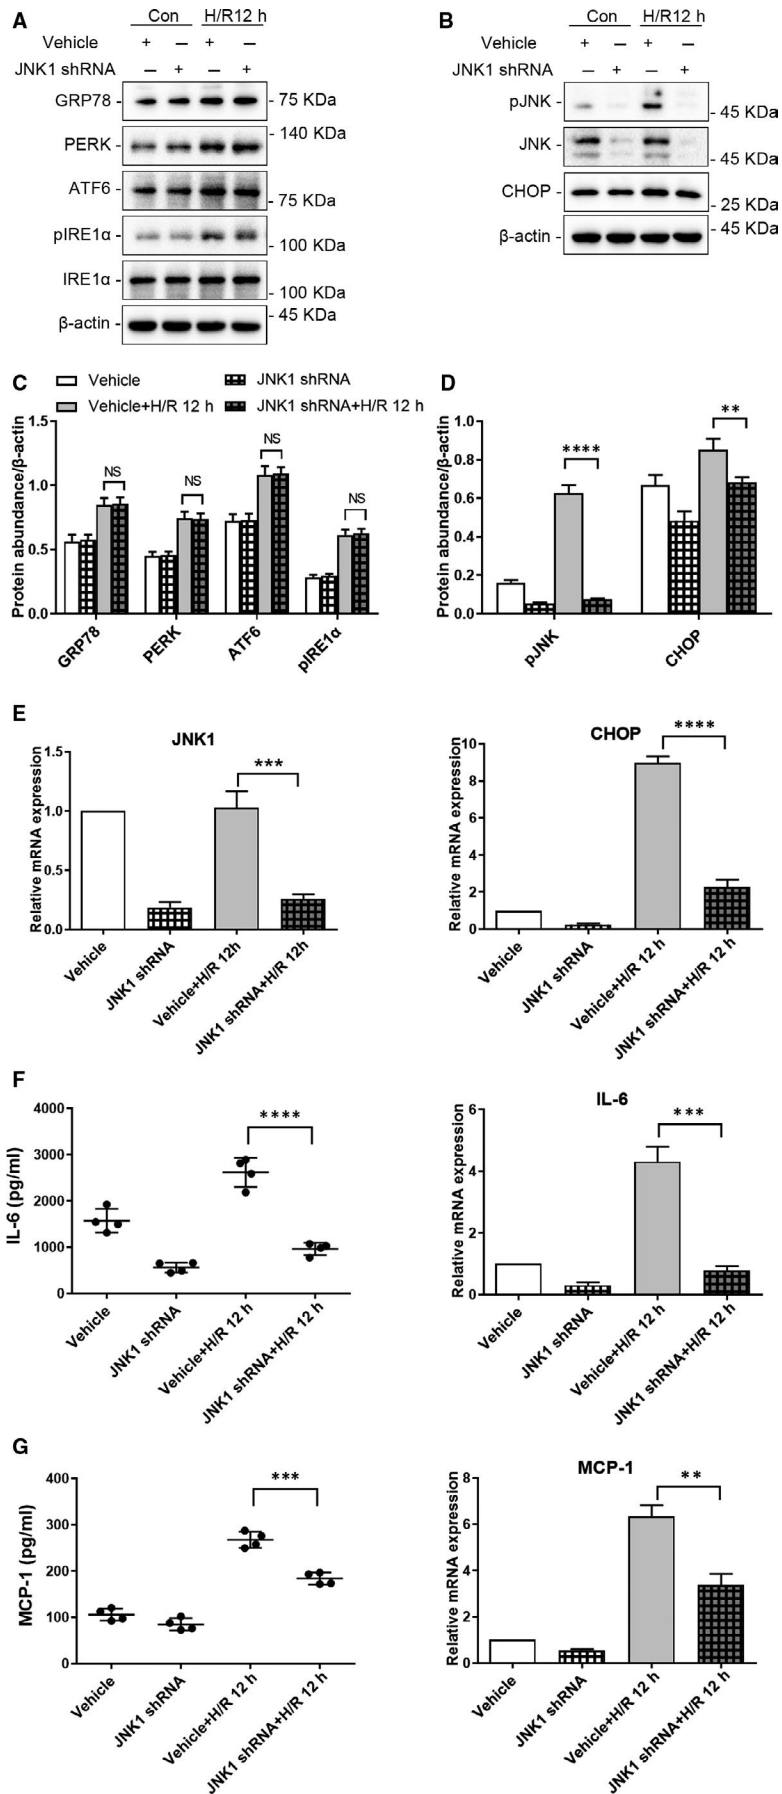 A
Con H/R12 h
Vehicle + – + –
JNK1 shRNA – + – +
GRP78 - - 75 KDa
PERK - - 140 KDa
ATF6 - - 75 KDa
pIRE1α - - 100 KDa
IRE1α - - 100 KDa
β-actin - - 45 KDa
B
Con H/R12 h
Vehicle + – + –
JNK1 shRNA – + – +
pJNK - - 45 KDa
JNK - - 45 KDa
CHOP - - 25 KDa
β-actin - - 45 KDa
C
Vehicle JNK1 shRNA
Vehicle+H/R 12 h JNK1 shRNA+H/R 12 h
Protein abundance/β-actin
1.5
1.0
0.5
0.0
NS NS NS NS
GRP78 PERK ATF6 pIRE1α
D
Protein abundance/β-actin
1.0
0.8
0.6
0.4
0.2
0.0
**** **
pJNK CHOP
E
JNK1
Relative mRNA expression
1.5
1.0
0.5
0.0
***
Vehicle
JNK1 shRNA
Vehicle+H/R 12h
JNK1 shRNA+H/R 12h
CHOP
Relative mRNA expression
10
8
6
4
2
0
****
Vehicle
JNK1 shRNA
Vehicle+H/R 12 h
JNK1 shRNA+H/R 12 h
F
IL-6 (pg/ml)
4000
3000
2000
1000
0
****
Vehicle
JNK1 shRNA
Vehicle+H/R 12 h
JNK1 shRNA+H/R 12 h
IL-6
Relative mRNA expression
6
4
2
0
***
Vehicle
JNK1 shRNA
Vehicle+H/R 12 h
JNK1 shRNA+H/R 12 h
G
MCP-1 (pg/ml)
400
300
200
100
0
***
Vehicle
JNK1 shRNA
Vehicle+H/R 12 h
JNK1 shRNA+H/R 12 h
MCP-1
Relative mRNA expression
8
6
4
2
0
**
Vehicle
JNK1 shRNA
Vehicle+H/R 12 h
JNK1 shRNA+H/R 12 h